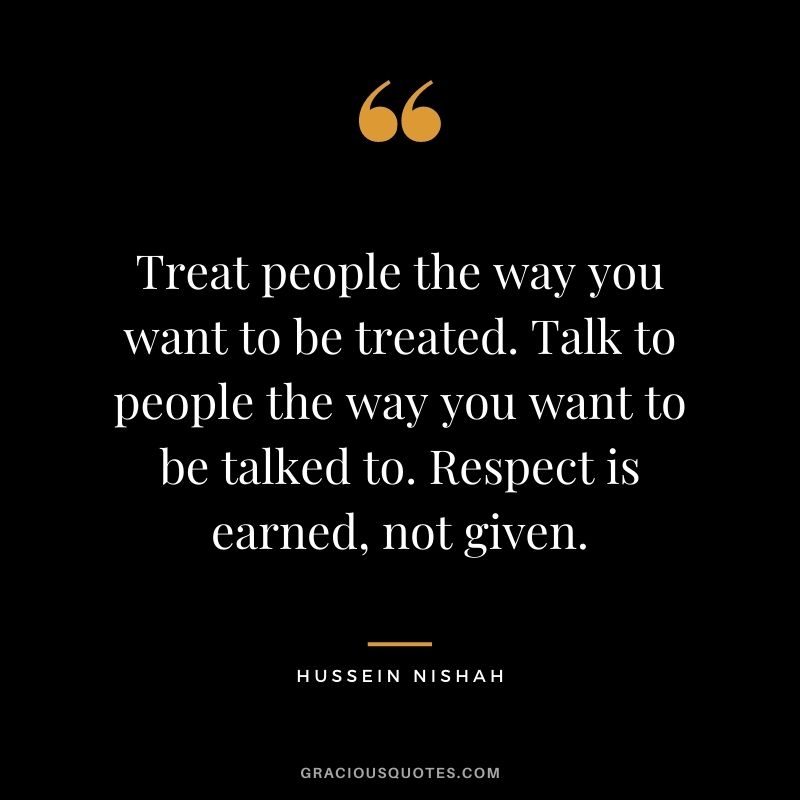 “
Treat people the way you
want to be treated. Talk to
people the way you want to
be talked to. Respect is
earned, not given.
HUSSEIN NISHAH
GRACIOUSQUOTES.COM